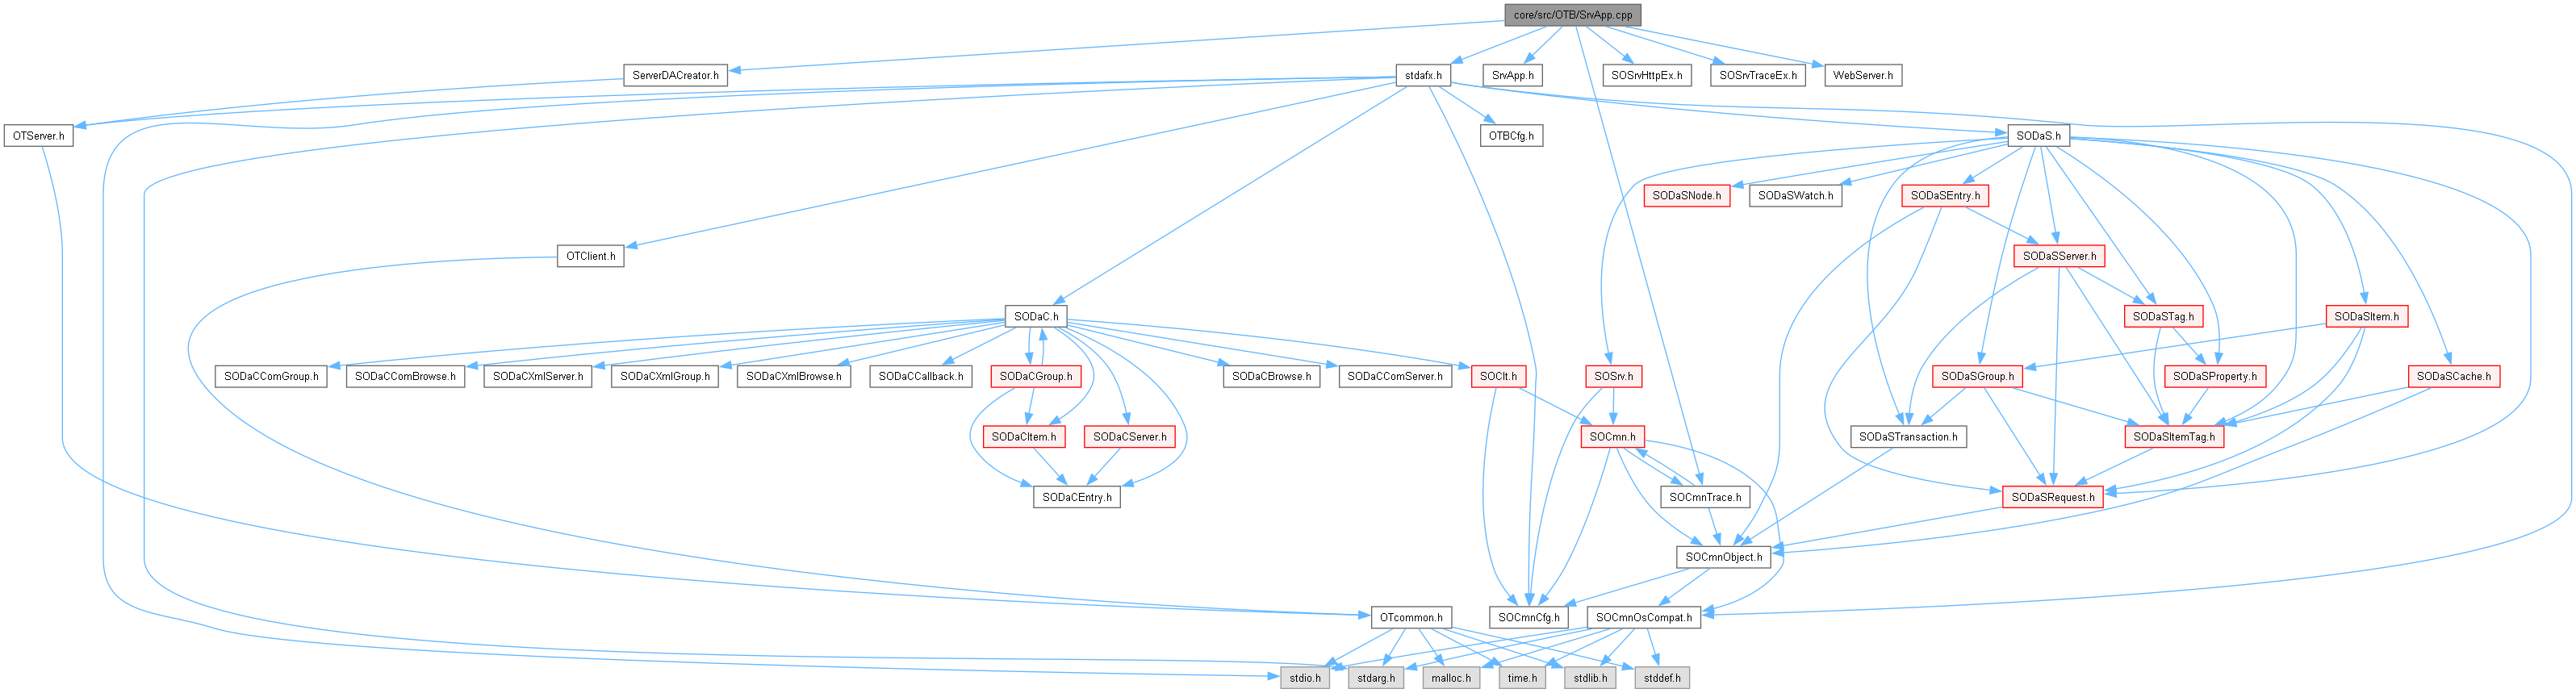 core/src/OTB/SrvApp.cpp
ServerDACreator.h
stdafx.h
SrvApp.h
SOSrvHttpEx.h
SOSrvTraceEx.h
WebServer.h
OTServer.h
OTBCfg.h
SODaS.h
SODaSNode.h
SODaSWatch.h
SODaSEntry.h
OTClient.h
SODaSServer.h
SODaC.h
SODaSTag.h
SODaSItem.h
SODaCComGroup.h
SODaCComBrowse.h
SODaCXmlServer.h
SODaCXmlGroup.h
SODaCXmlBrowse.h
SODaCCallback.h
SODaCGroup.h
SODaCBrowse.h
SODaCComServer.h
SOClt.h
SOSrv.h
SODaSGroup.h
SODaSProperty.h
SODaSCache.h
SODaCItem.h
SODaCServer.h
SOCmn.h
SODaSTransaction.h
SODaSItemTag.h
SODaCEntry.h
SOCmnTrace.h
SODaSRequest.h
SOCmnObject.h
OTcommon.h
SOCmnCfg.h
SOCmnOsCompat.h
stdio.h
stdarg.h
malloc.h
time.h
stdlib.h
stddef.h